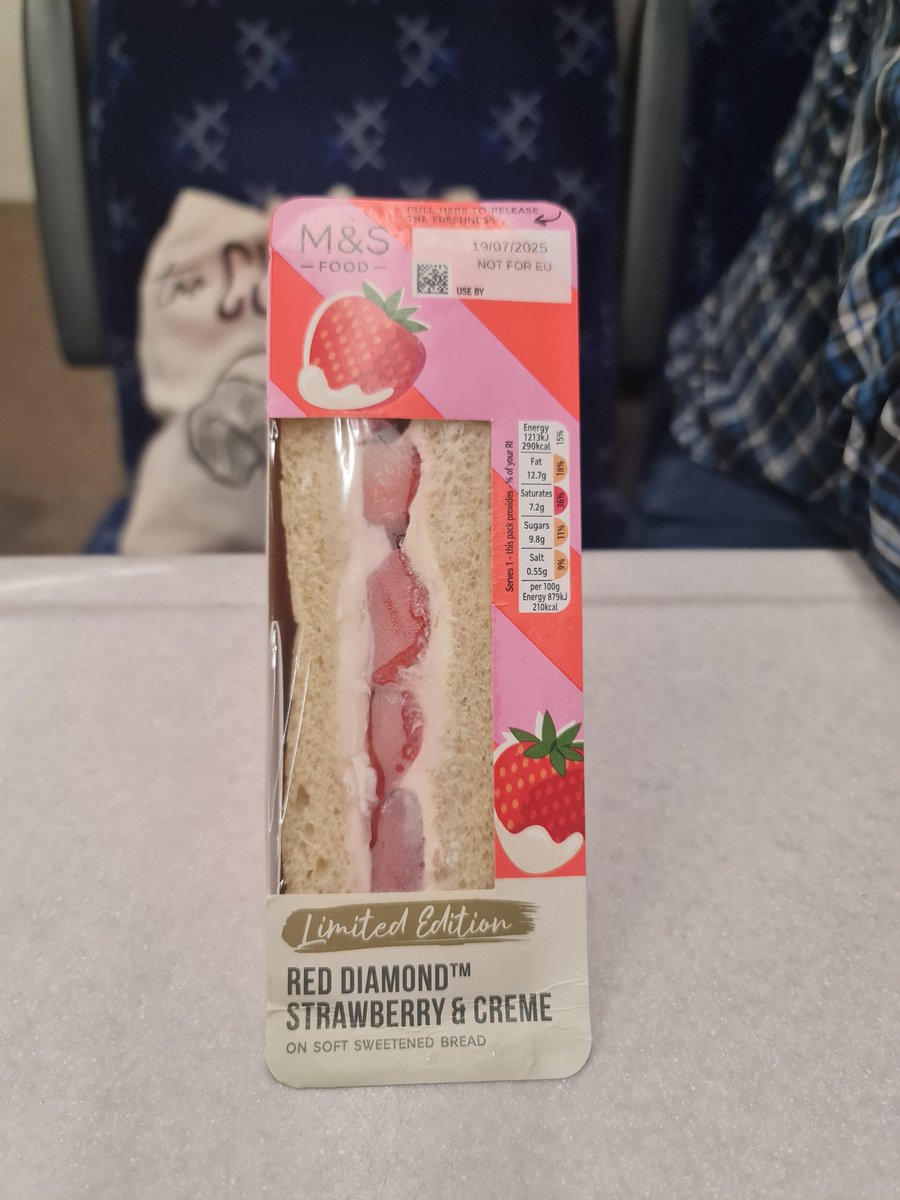 PULL HERE TO RELEASE
THE FRESHNESS
M&S
FOOD
19/07/2025
NOT FOR EU
USE BY
Serves 1 - this pack provides - % of your RI
Energy
1213kJ
290kcal
15%
Fat
12.7g
18%
Saturates
7.2g
36%
Sugars
9.8g
11%
Salt
0.55g
9%
per 100g
Energy 879kJ
210kcal
Limited Edition
RED DIAMOND™
STRAWBERRY & CREME
ON SOFT SWEETENED BREAD